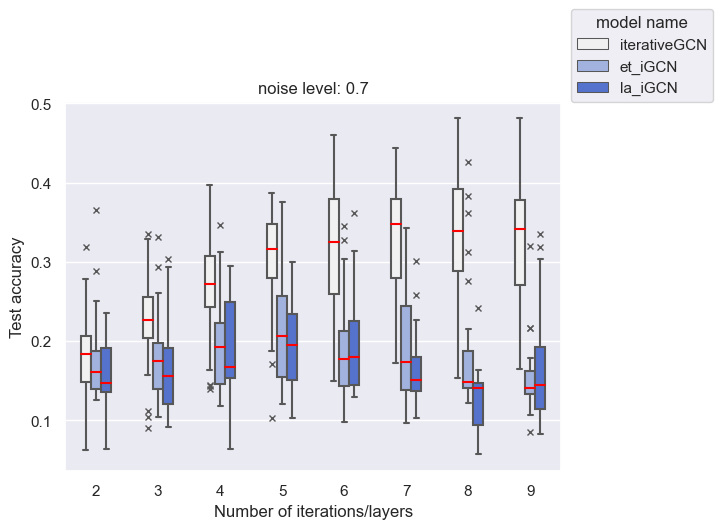 model name
iterativeGCN
et_iGCN
la_iGCN
noise level: 0.7
0.5
0.4
0.3
0.2
0.1
Test accuracy
2 3 4 5 6 7 8 9
Number of iterations/layers